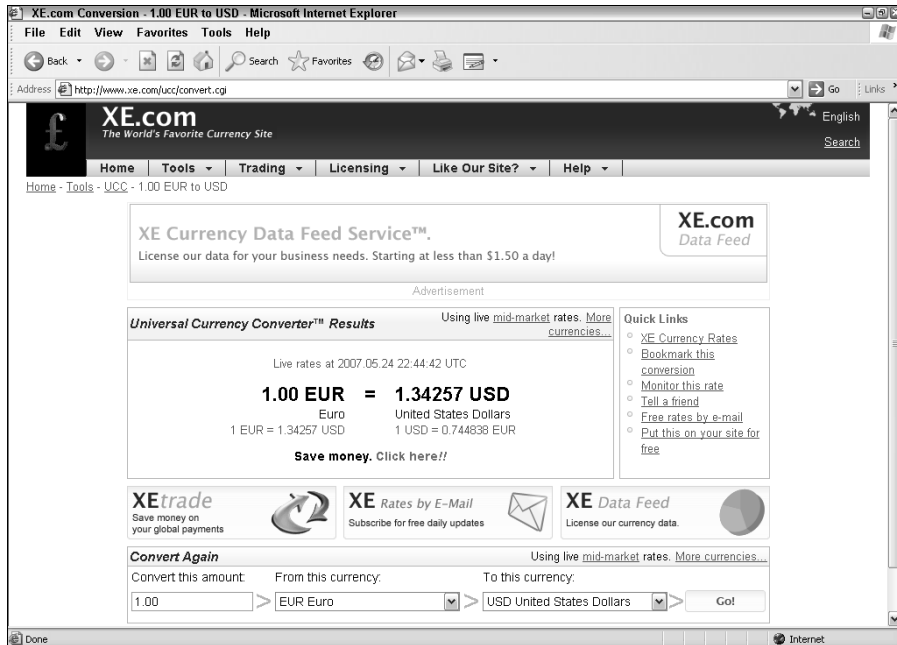 XE.com Conversion - 1.00 EUR to USD - Microsoft Internet Explorer
File Edit View Favorites Tools Help
Back Search Favorites
Address http://www.xe.com/ucc/convert.cgi Go Links
£ XE.com English
The World's Favorite Currency Site
Search
Home Tools Trading Licensing Like Our Site? Help
Home - Tools - UCC - 1.00 EUR to USD
XE Currency Data Feed Service™.
License our data for your business needs. Starting at less than $1.50 a day!
XE.com
Data Feed
Advertisement
Universal Currency Converter™ Results
Using live mid-market rates. More
currencies...
Live rates at 2007.05.24 22:44:42 UTC
1.00 EUR = 1.34257 USD
Euro United States Dollars
1 EUR = 1.34257 USD 1 USD = 0.744838 EUR
Save money. Click here!!
Quick Links
XE Currency Rates
Bookmark this
conversion
Monitor this rate
Tell a friend
Free rates by e-mail
Put this on your site for
free
XEtrade
Save money on
your global payments
XE Rates by E-Mail
Subscribe for free daily updates
XE Data Feed
License our currency data.
Convert Again Using live mid-market rates. More currencies...
Convert this amount: From this currency: To this currency:
1.00 > EUR Euro > USD United States Dollars > Go!
Done Internet